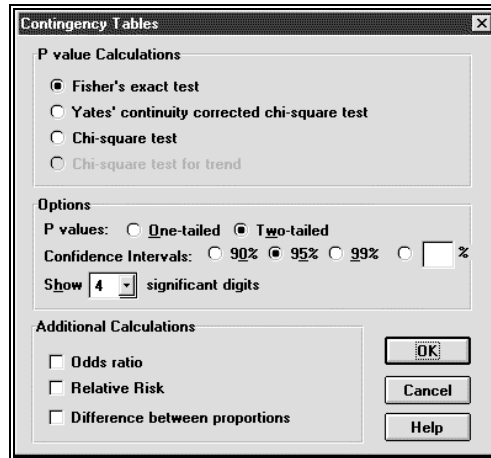 Contingency Tables
P value Calculations
Fisher's exact test
Yates' continuity corrected chi-square test
Chi-square test
Chi-square test for trend
Options
P values: One-tailed Two-tailed
Confidence Intervals: 90% 95% 99% %
Show 4 significant digits
Additional Calculations
Odds ratio
Relative Risk
Difference between proportions
OK
Cancel
Help